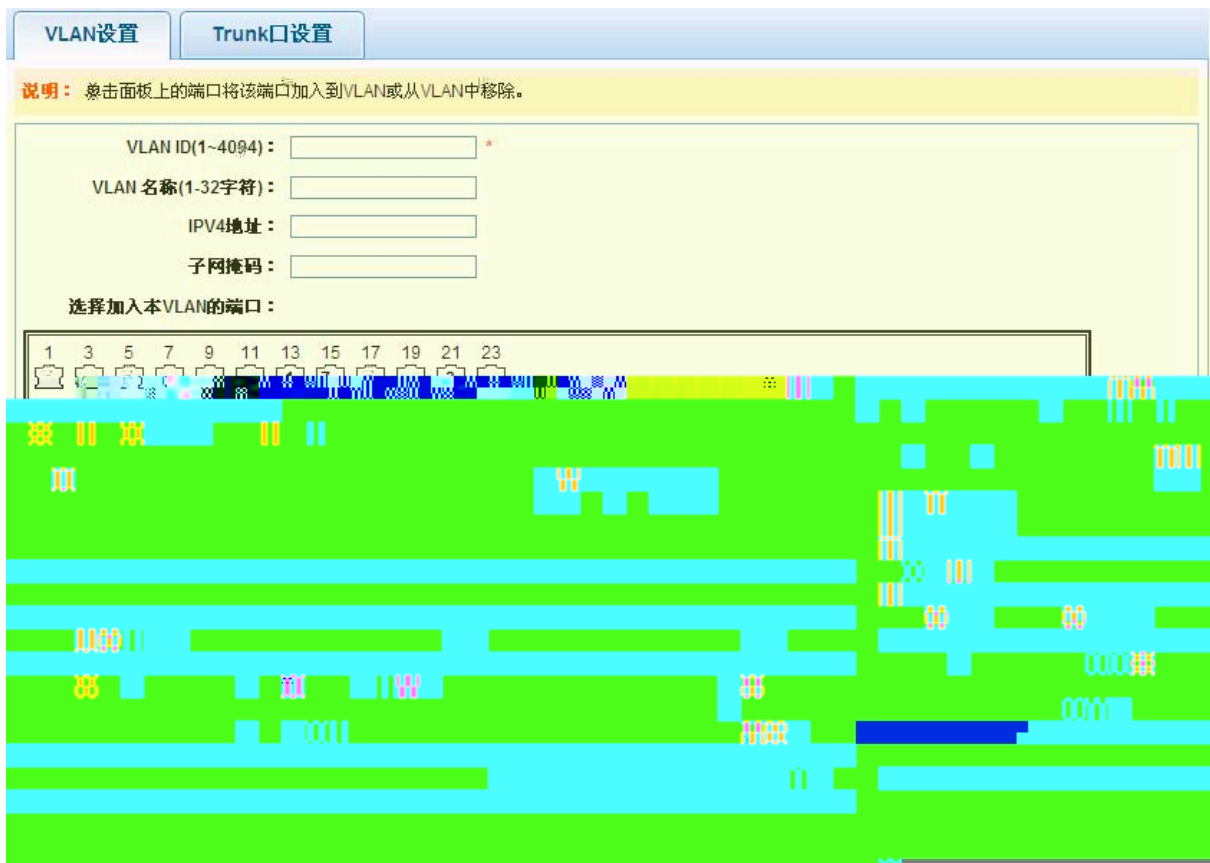 VLAN设置 Trunk口设置
说明： 单击面板上的端口将该端口加入到VLAN或从VLAN中移除。
VLAN ID(1~4094)： *
VLAN 名称(1-32字符)：
IPV4地址：
子网掩码：
选择加入本VLAN的端口：
1 3 5 7 9 11 13 15 17 19 21 23